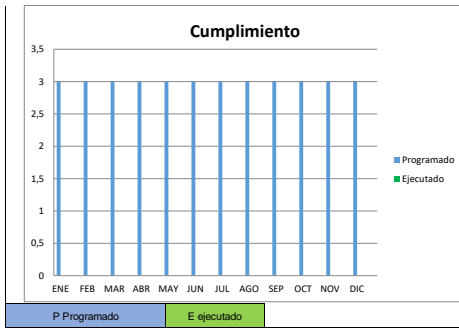 Cumplimiento
3,5
3
2,5
2
1,5
1
0,5
0
ENE FEB MAR ABR MAY JUN JUL AGO SEP OCT NOV DIC
Programado
Ejecutado
P Programado E ejecutado